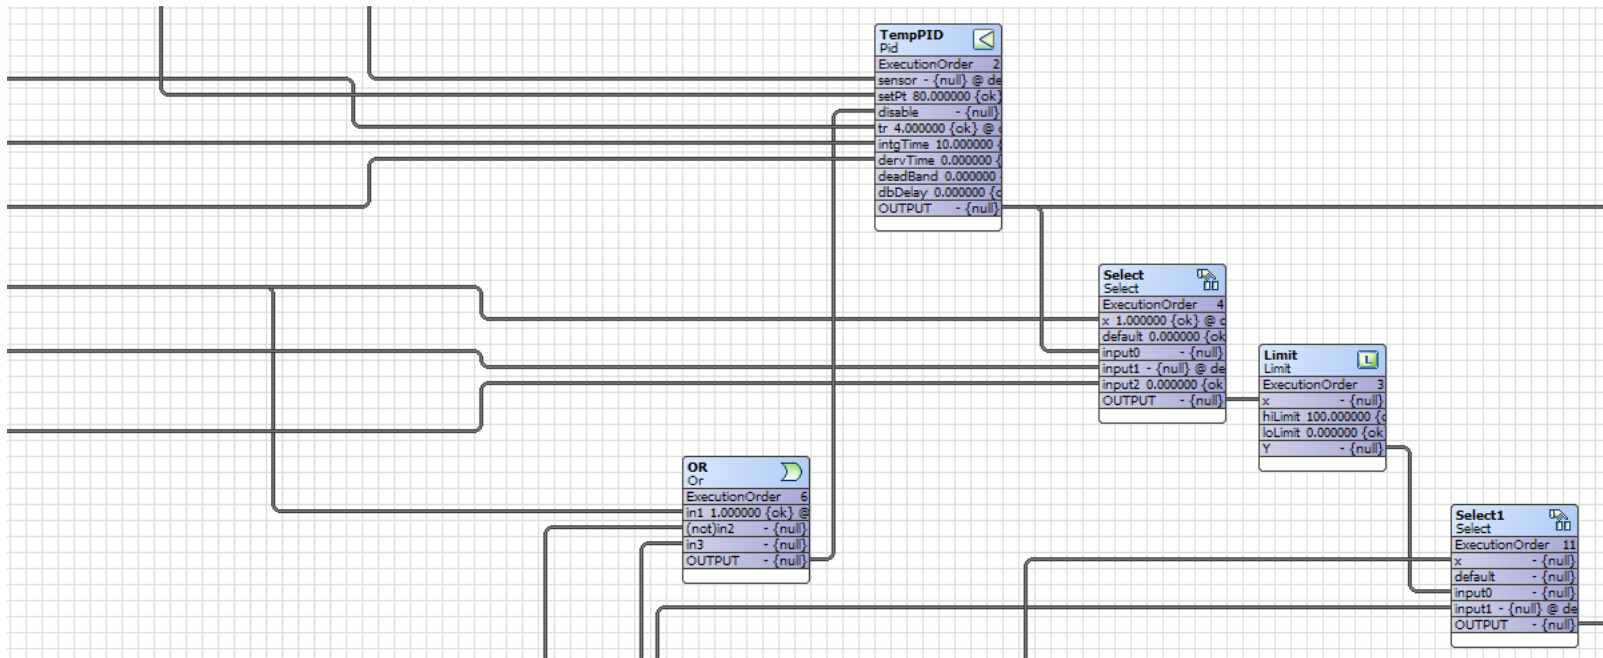 TempPID
Pid
ExecutionOrder 2
sensor - {null} @ de
setPt 80.000000 {ok}
disable - {null}
tr 4.000000 {ok} @
intgTime 10.000000 {
dervTime 0.000000 {
deadBand 0.000000
dbDelay 0.000000 {c
OUTPUT - {null}
Select
Select
ExecutionOrder 4
x 1.000000 {ok} @ c
default 0.000000 {ok
input0 - {null}
input1 - {null} @ de
input2 0.000000 {ok
OUTPUT - {null}
Limit
L
Limit
ExecutionOrder 3
x - {null}
hiLimit 100.000000 {c
loLimit 0.000000 {ok
Y - {null}
OR
Or
ExecutionOrder 6
in1 1.000000 {ok} @
(not)in2 - {null}
in3 - {null}
OUTPUT - {null}
Select1
Select
ExecutionOrder 11
x - {null}
default - {null}
input0 - {null}
input1 - {null} @ de
OUTPUT - {null}